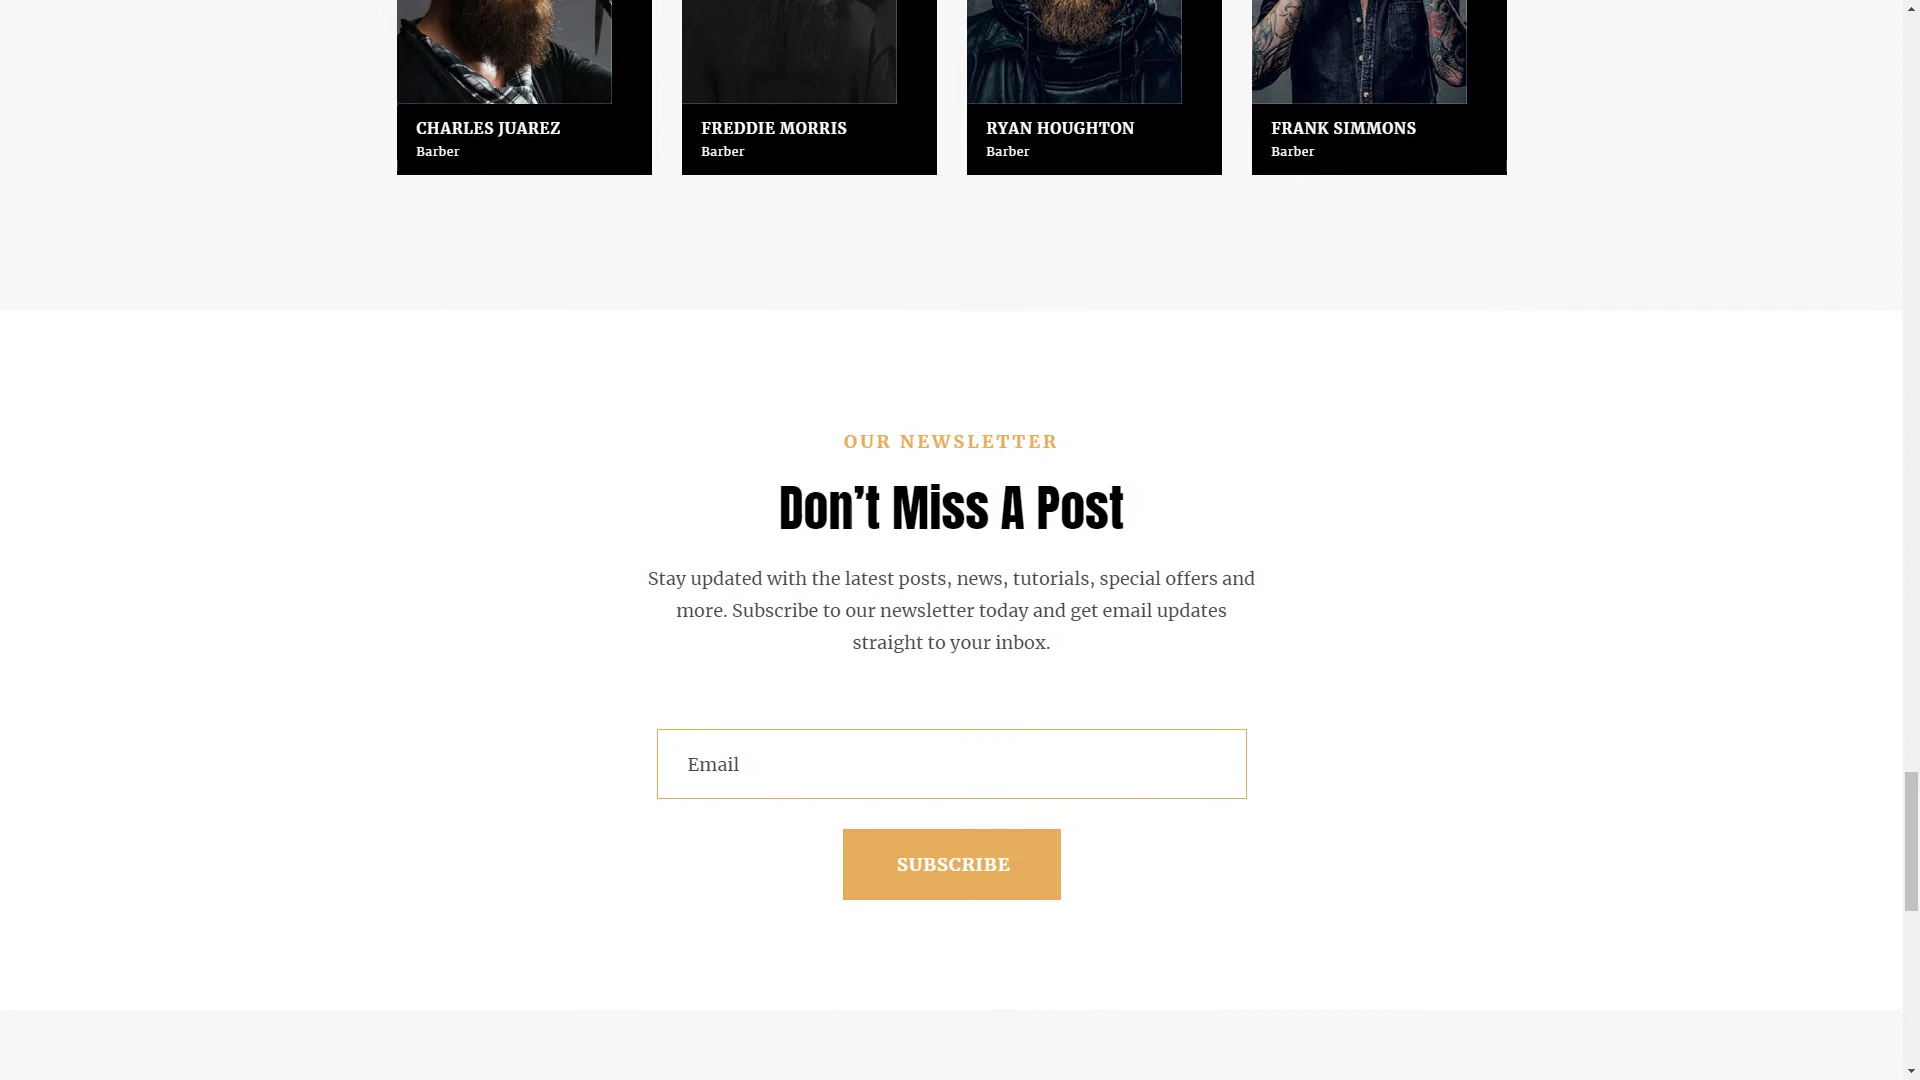 CHARLES JUAREZ
Barber
FREDDIE MORRIS
Barber
RYAN HOUGHTON
Barber
FRANK SIMMONS
Barber
OUR NEWSLETTER
Don’t Miss A Post
Stay updated with the latest posts, news, tutorials, special offers and
more. Subscribe to our newsletter today and get email updates
straight to your inbox.
Email
SUBSCRIBE